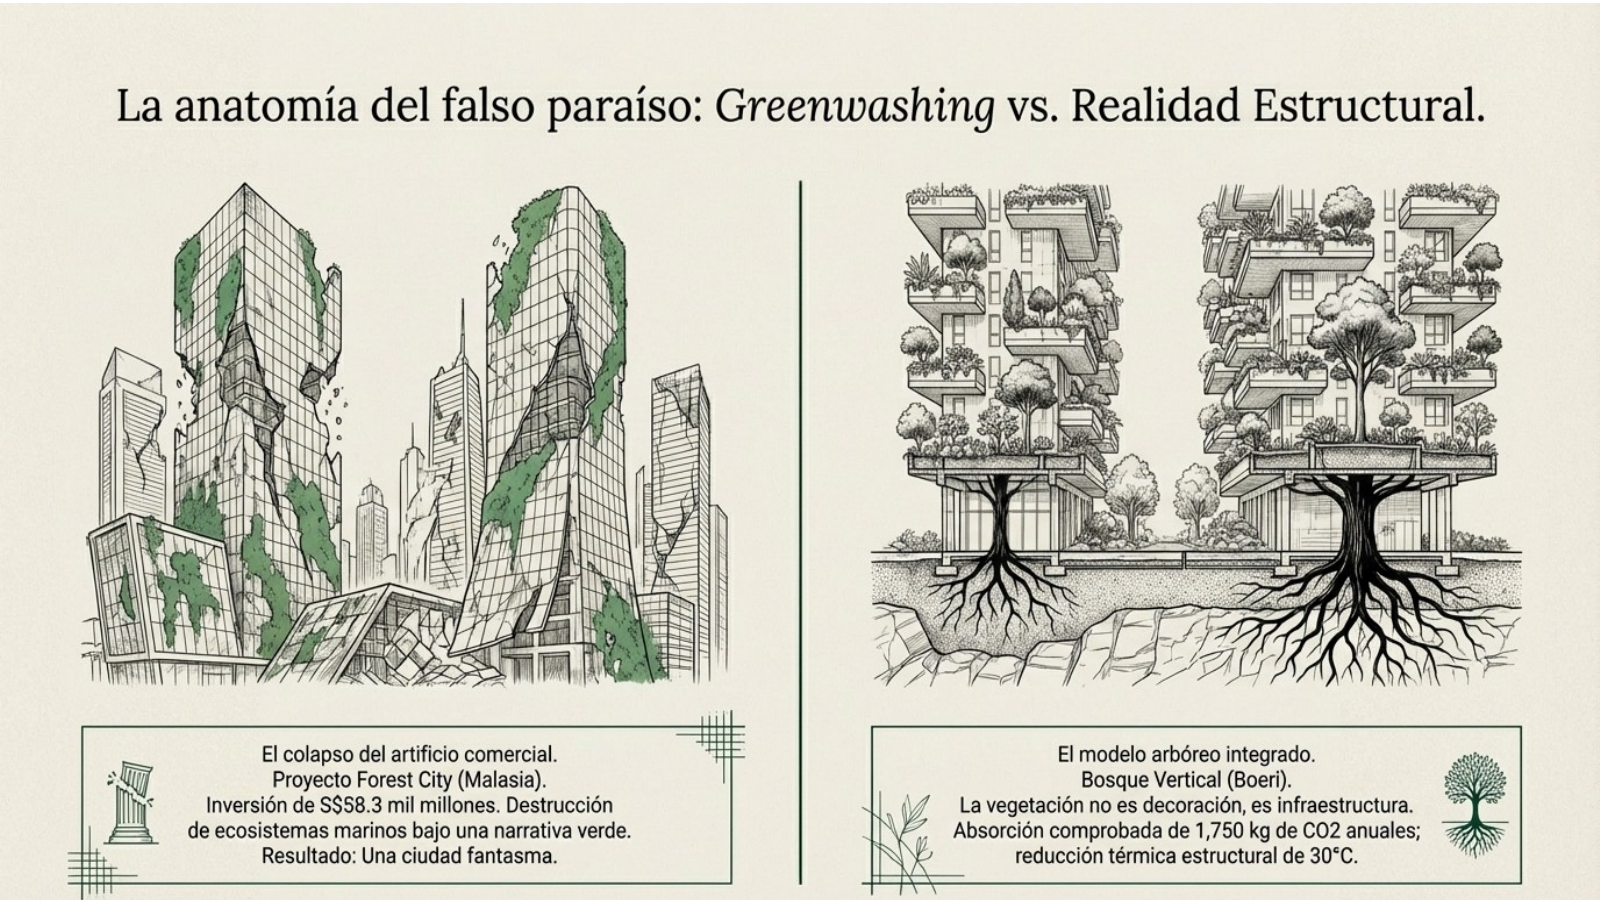 La anatomía del falso paraíso: Greenwashing vs. Realidad Estructural.
El colapso del artificio comercial.
Proyecto Forest City (Malasia).
Inversión de S$58.3 mil millones. Destrucción
de ecosistemas marinos bajo una narrativa verde.
Resultado: Una ciudad fantasma.
El modelo arbóreo integrado.
Bosque Vertical (Boeri).
La vegetación no es decoración, es infraestructura.
Absorción comprobada de 1,750 kg de CO2 anuales;
reducción térmica estructural de 30°C.